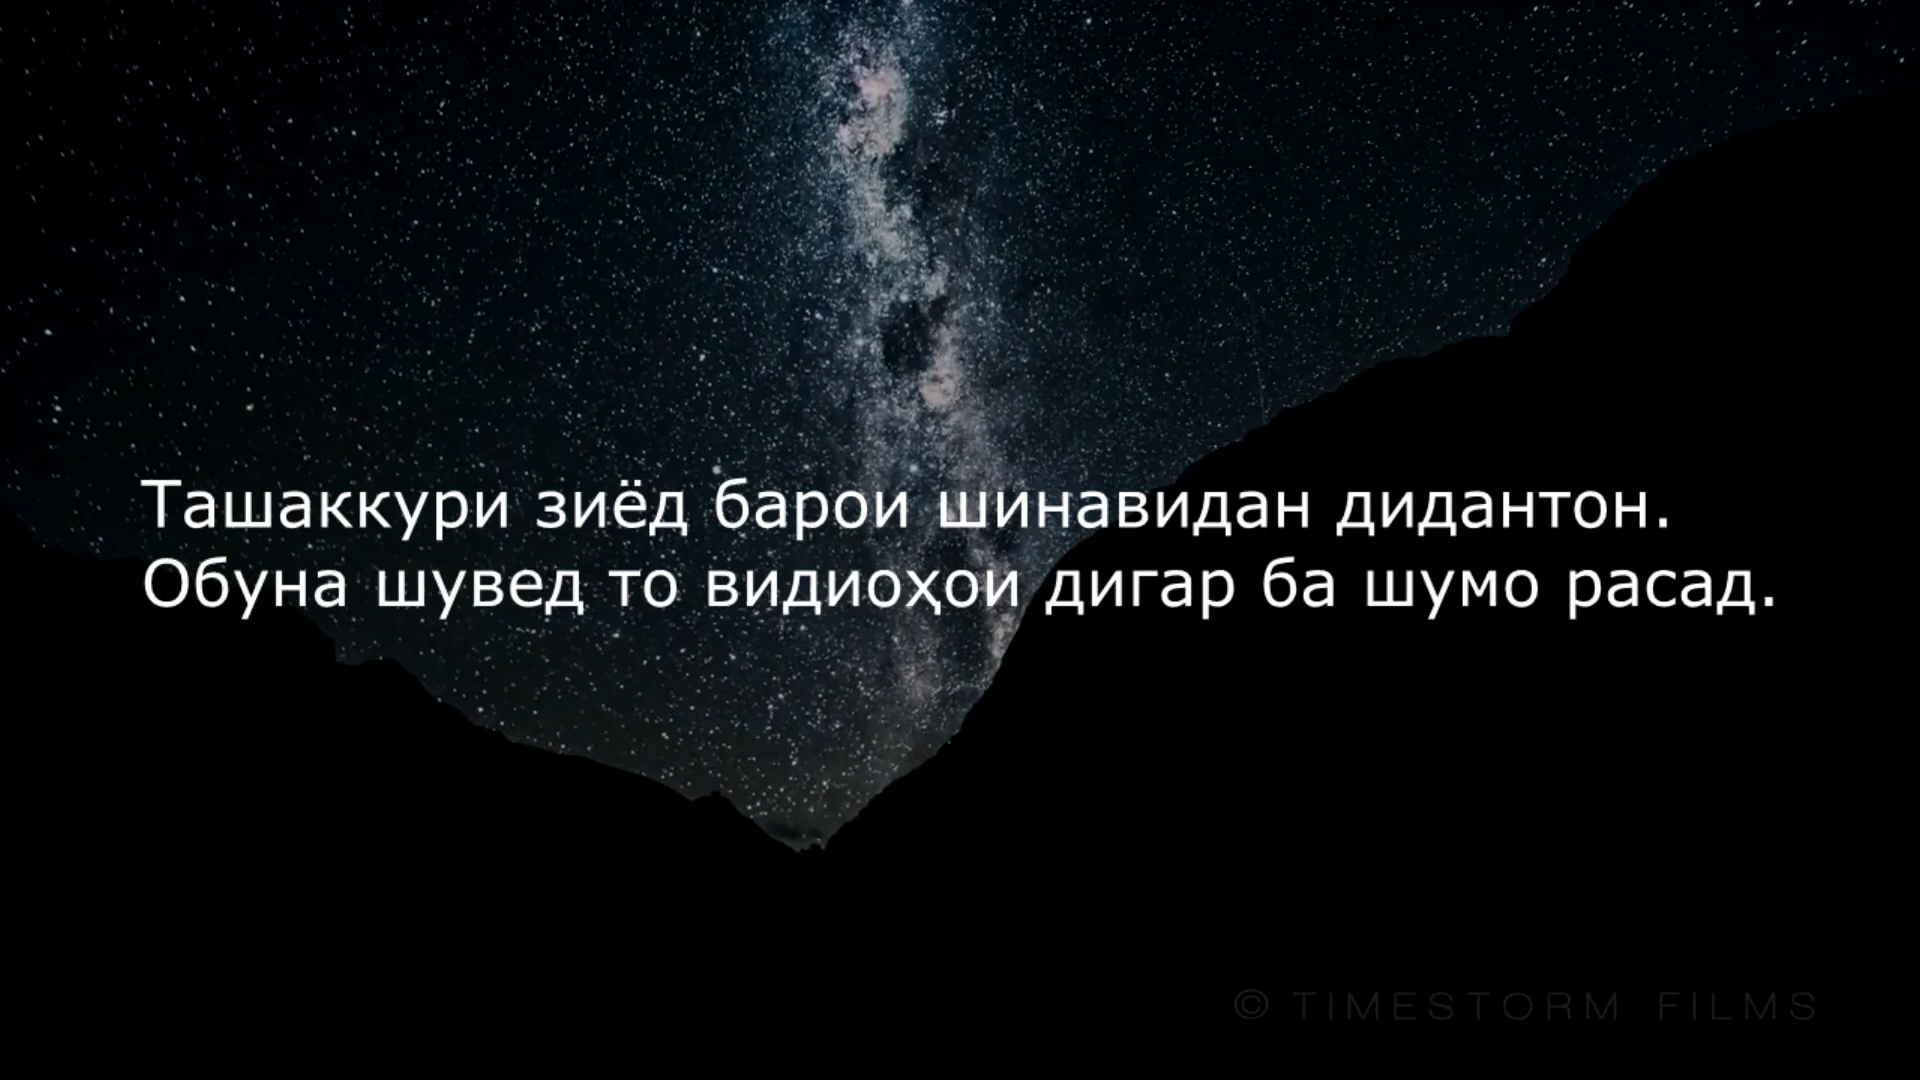 Ташаккури зиёд барои шинавидан дидантон.
Обуна шувед то видиоҳои дигар ба шумо расад.
© TIMESTORM FILMS